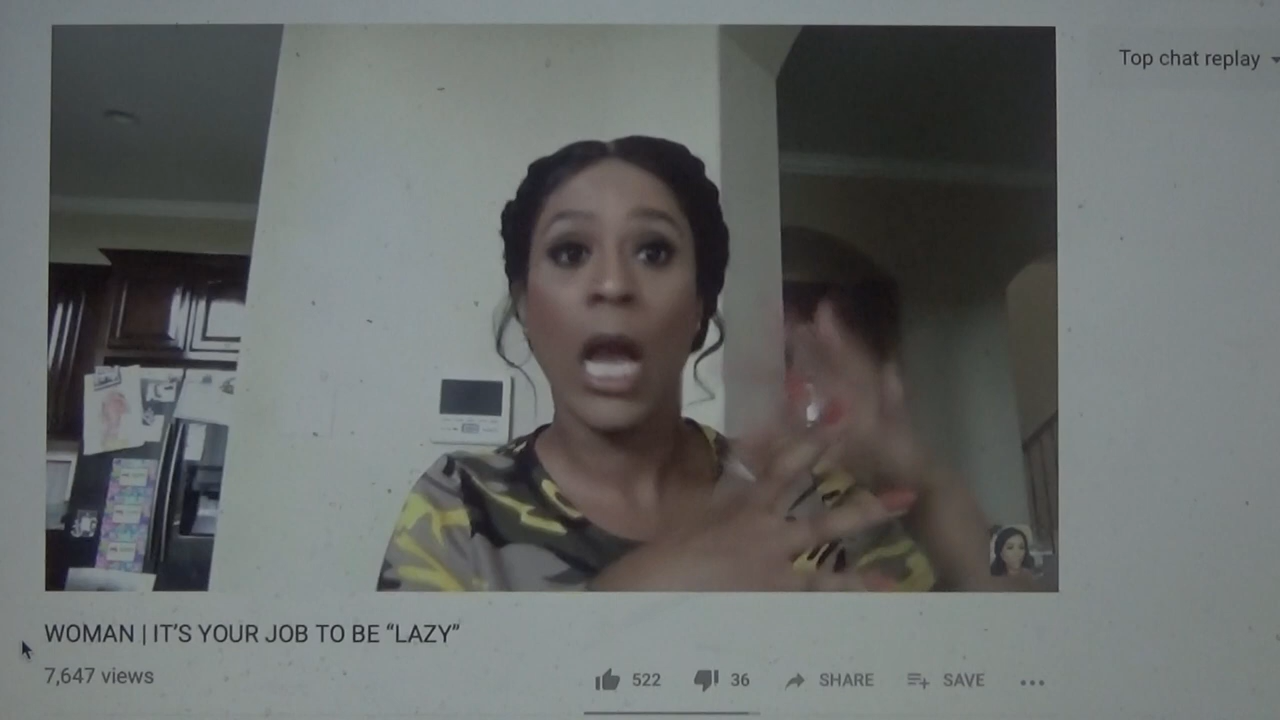 Top chat replay
WOMAN | IT'S YOUR JOB TO BE “LAZY”
7,647 views
522
36
SHARE
SAVE